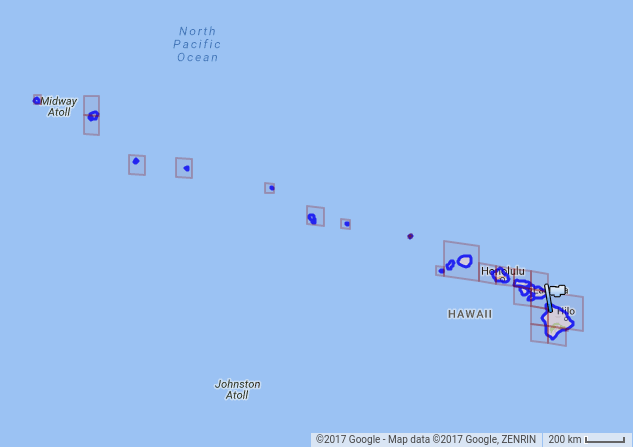 North
Pacific
Ocean
Midway
Atoll
Honolulu
Hilo
HAWAII
Johnston
Atoll
©2017 Google - Map data ©2017 Google, ZENRIN
200 km